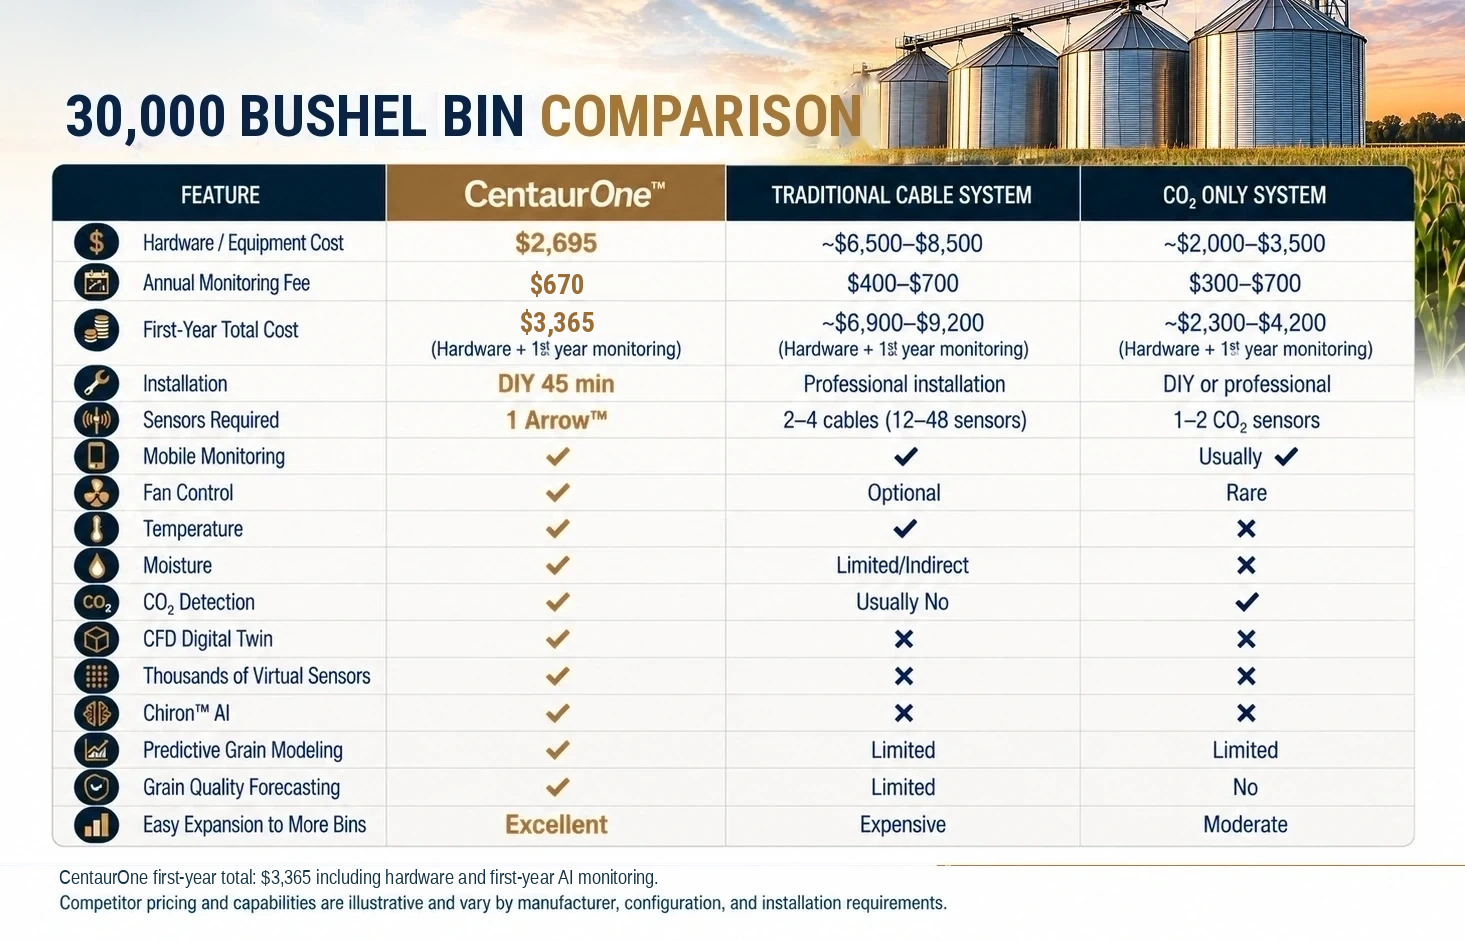 30,000 BUSHEL BIN COMPARISON
FEATURE CentaurOne™ TRADITIONAL CABLE SYSTEM CO₂ ONLY SYSTEM
$ Hardware / Equipment Cost $2,695 ~$6,500–$8,500 ~$2,000–$3,500
Annual Monitoring Fee $670 $400–$700 $300–$700
First-Year Total Cost $3,365 ~$6,900–$9,200 ~$2,300–$4,200
(Hardware + 1st year monitoring) (Hardware + 1st year monitoring) (Hardware + 1st year monitoring)
Installation DIY 45 min Professional installation DIY or professional
Sensors Required 1 Arrow™ 2–4 cables (12–48 sensors) 1–2 CO₂ sensors
Mobile Monitoring ✓ ✓ Usually ✓
Fan Control ✓ Optional Rare
Temperature ✓ ✓ ✗
Moisture ✓ Limited/Indirect ✗
CO₂ CO₂ Detection ✓ Usually No ✓
CFD Digital Twin ✓ ✗ ✗
Thousands of Virtual Sensors ✓ ✗ ✗
Chiron™ AI ✓ ✗ ✗
Predictive Grain Modeling ✓ Limited Limited
Grain Quality Forecasting ✓ Limited No
Easy Expansion to More Bins Excellent Expensive Moderate
CentaurOne first-year total: $3,365 including hardware and first-year AI monitoring.
Competitor pricing and capabilities are illustrative and vary by manufacturer, configuration, and installation requirements.